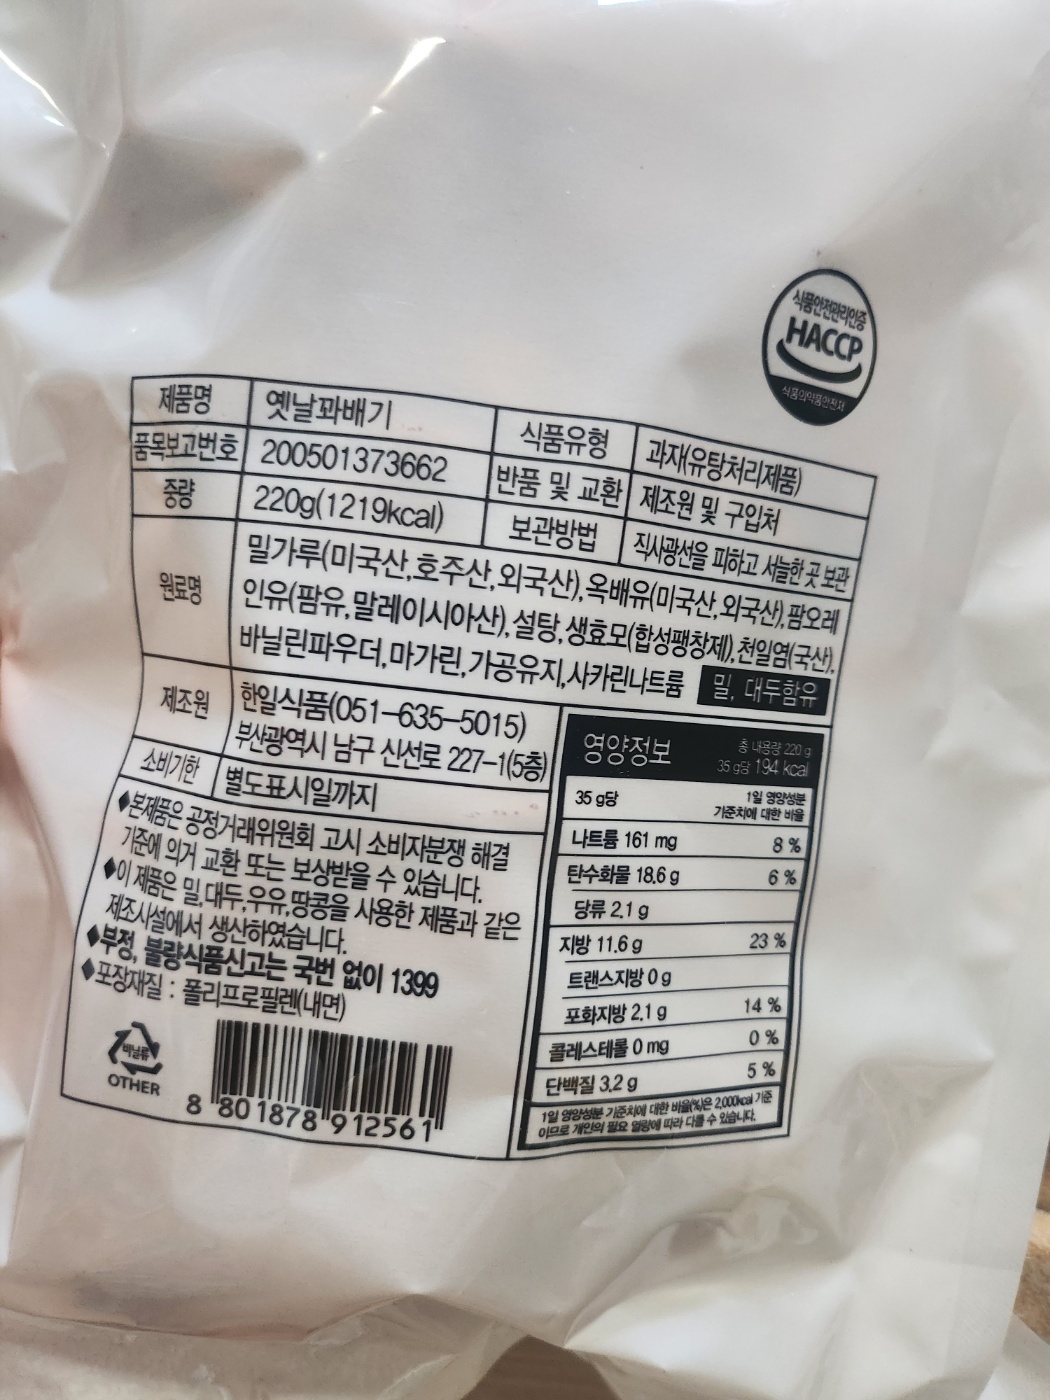 식품안전관리인증
HACCP
식품의약품안전처
제품명 옛날꽈배기 식품유형 과자(유탕처리제품)
품목보고번호 200501373662 반품 및 교환 제조원 및 구입처
중량 220g(1219kcal) 보관방법 직사광선을 피하고 서늘한 곳 보관
원료명 밀가루(미국산,호주산,외국산),옥배유(미국산,외국산),팜오레
인유(팜유,말레이시아산),설탕,생효모(합성팽창제),천일염(국산),
바닐린파우더,마가린,가공유지,사카린나트륨 밀, 대두함유
제조원 한일식품(051-635-5015)
부산광역시 남구 신선로 227-1(5층)
소비기한 별도표시일까지
◆본제품은 공정거래위원회 고시 소비자분쟁 해결
기준에 의거 교환 또는 보상받을 수 있습니다.
◆이 제품은 밀,대두,우유,땅콩을 사용한 제품과 같은
제조시설에서 생산하였습니다.
◆부정, 불량식품신고는 국번 없이 1399
◆포장재질 : 폴리프로필렌(내면)
비닐류
OTHER
8 801878 912561
영양정보 총 내용량 220 g
35 g당 194 kcal
35 g당 1일 영양성분
기준치에 대한 비율
나트륨 161 mg 8 %
탄수화물 18.6 g 6 %
당류 2.1 g
지방 11.6 g 23 %
트랜스지방 0 g
포화지방 2.1 g 14 %
콜레스테롤 0 mg 0 %
단백질 3.2 g 5 %
1일 영양성분 기준치에 대한 비율(%)은 2,000kcal 기준
이므로 개인의 필요 열량에 따라 다를 수 있습니다.